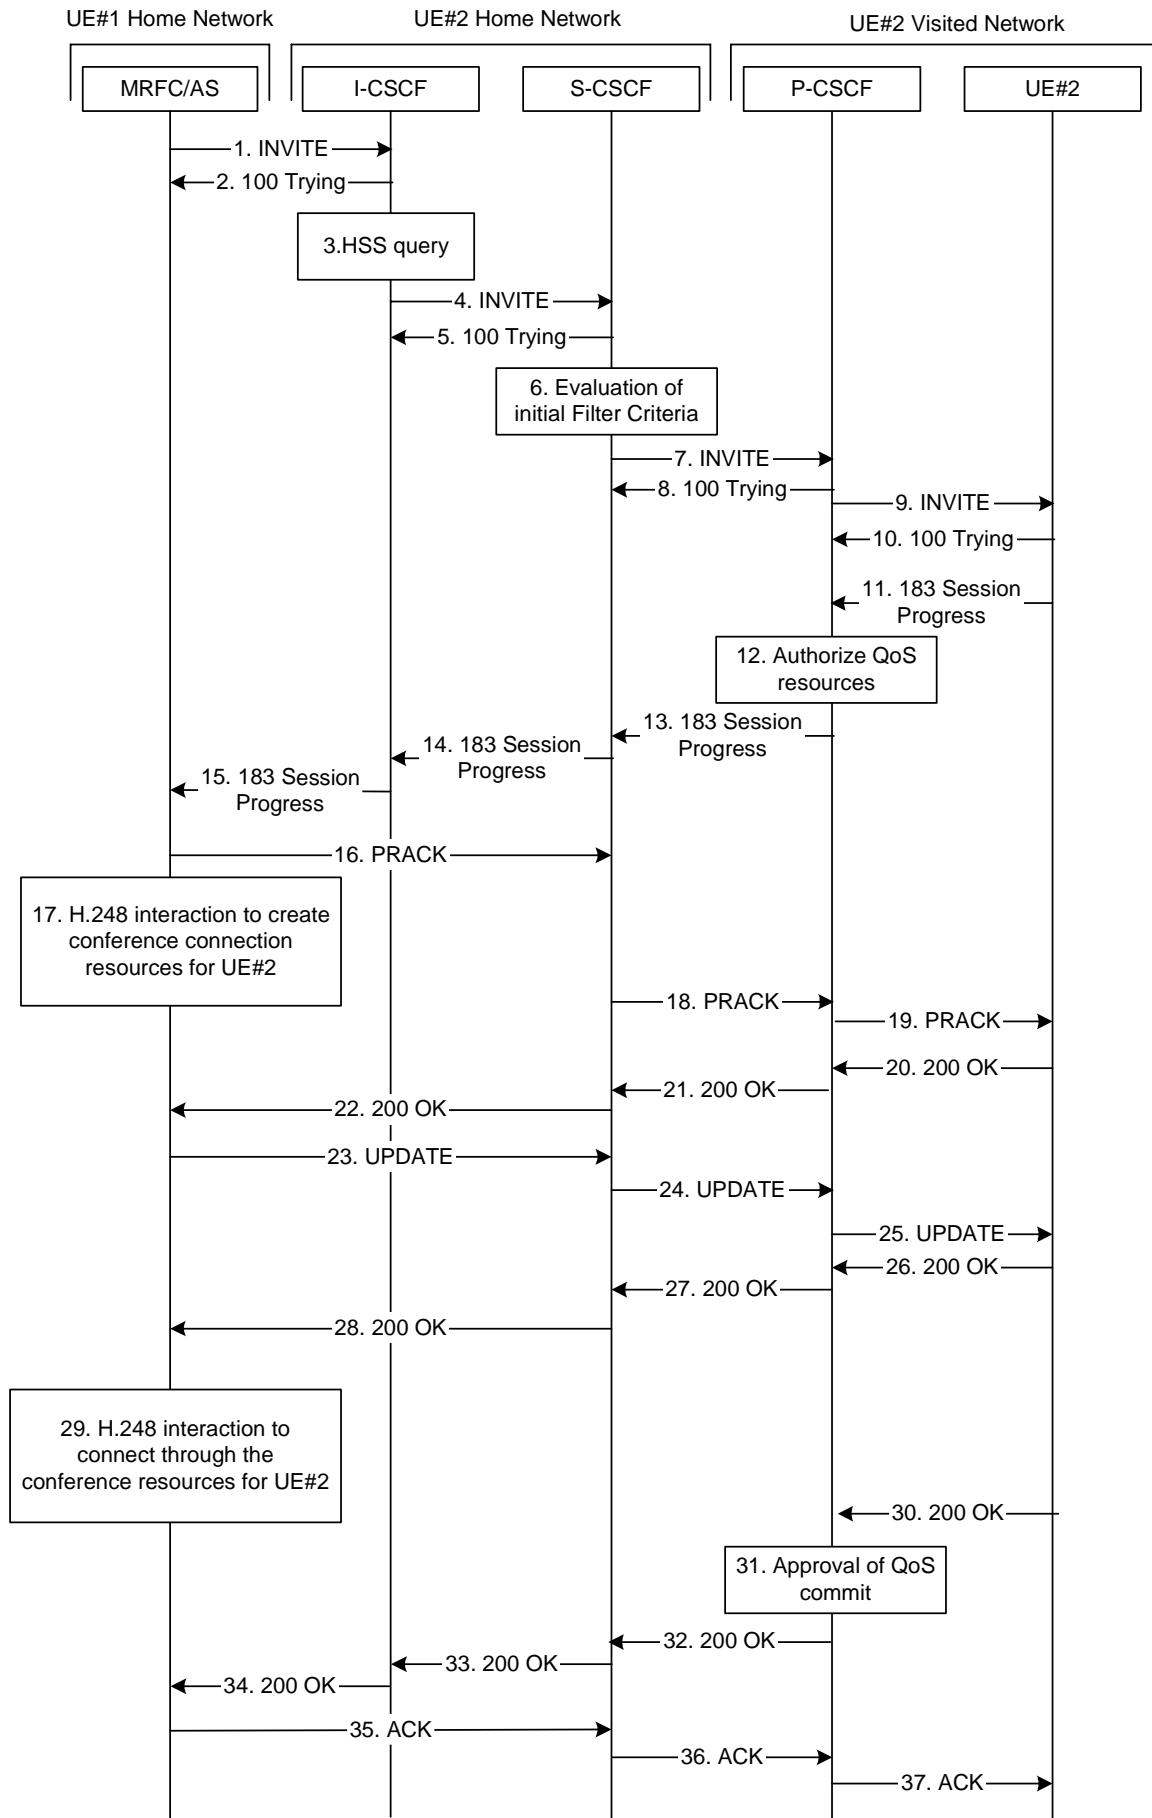 UE#1 Home Network
UE#2 Home Network
UE#2 Visited Network
MRFC/AS
I-CSCF
S-CSCF
P-CSCF
UE#2
1. INVITE
2. 100 Trying
3.HSS query
4. INVITE
5. 100 Trying
6. Evaluation of
initial Filter Criteria
7. INVITE
8. 100 Trying
9. INVITE
10. 100 Trying
11. 183 Session
Progress
12. Authorize QoS
resources
13. 183 Session
Progress
14. 183 Session
Progress
15. 183 Session
Progress
16. PRACK
17. H.248 interaction to create
conference connection
resources for UE#2
18. PRACK
19. PRACK
20. 200 OK
21. 200 OK
22. 200 OK
23. UPDATE
24. UPDATE
25. UPDATE
26. 200 OK
27. 200 OK
28. 200 OK
29. H.248 interaction to
connect through the
conference resources for UE#2
30. 200 OK
31. Approval of QoS
commit
32. 200 OK
33. 200 OK
34. 200 OK
35. ACK
36. ACK
37. ACK